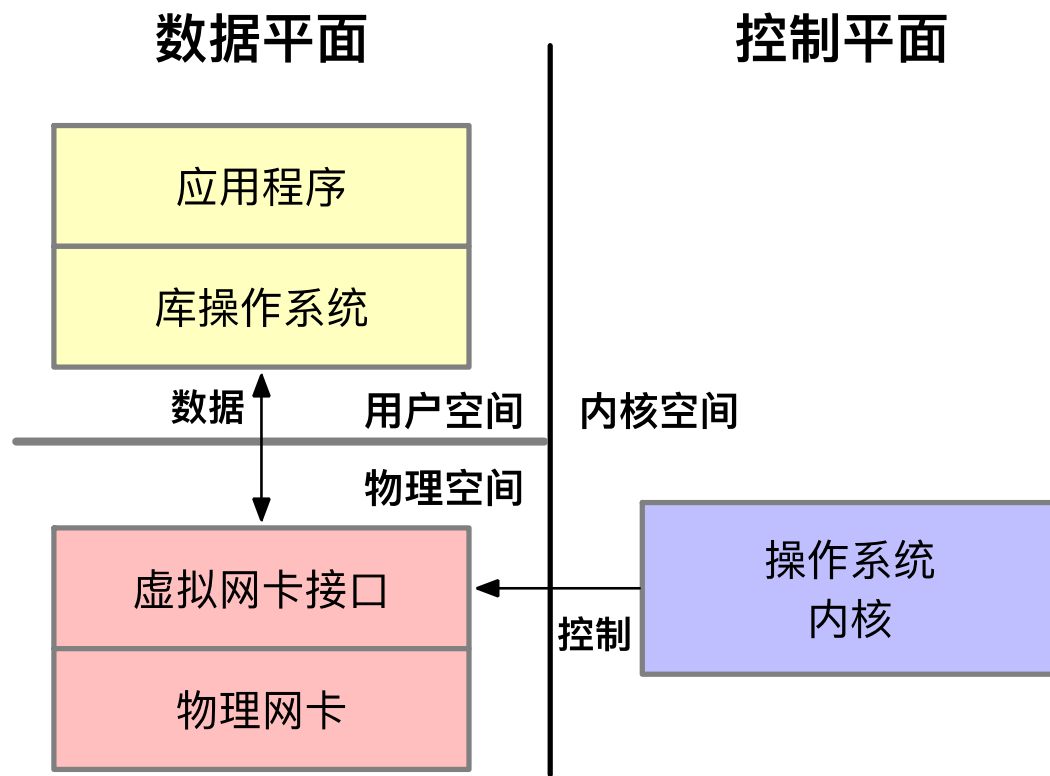 数据平面
控制平面
应用程序
库操作系统
数据
用户空间
内核空间
物理空间
虚拟网卡接口
物理网卡
操作系统
内核
控制